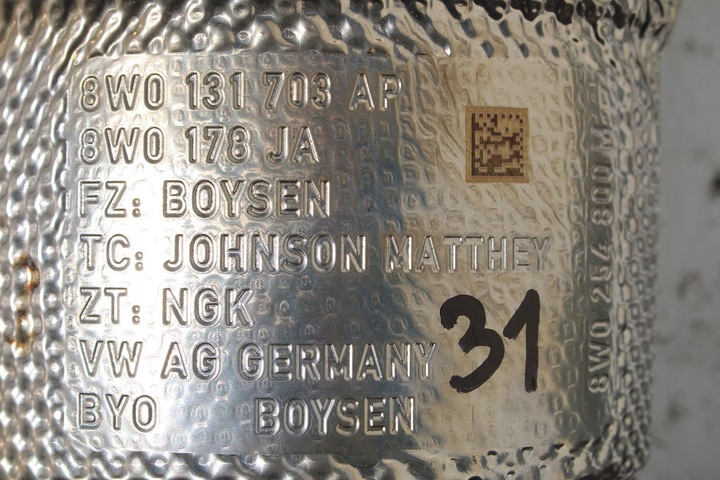 8W0 131 703 AP
8W0 178 JA
FZ: BOYSEN
TC: JOHNSON MATTHEY
ZT: NGK
VW AG GERMANY
BYO BOYSEN
31
8W0 254 800 M